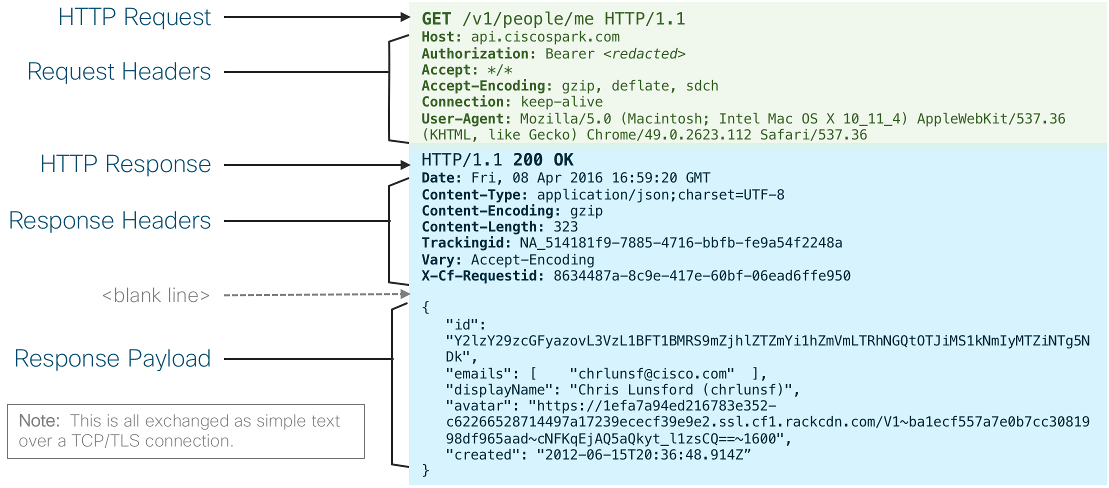 HTTP Request
GET /v1/people/me HTTP/1.1
Request Headers
Host: api.ciscospark.com
Authorization: Bearer <redacted>
Accept: */*
Accept-Encoding: gzip, deflate, sdch
Connection: keep-alive
User-Agent: Mozilla/5.0 (Macintosh; Intel Mac OS X 10_11_4) AppleWebKit/537.36
(KHTML, like Gecko) Chrome/49.0.2623.112 Safari/537.36
HTTP Response
HTTP/1.1 200 OK
Response Headers
Date: Fri, 08 Apr 2016 16:59:20 GMT
Content-Type: application/json;charset=UTF-8
Content-Encoding: gzip
Content-Length: 323
Trackingid: NA_514181f9-7885-4716-bbfb-fe9a54f2248a
Vary: Accept-Encoding
X-Cf-Requestid: 8634487a-8c9e-417e-60bf-06ead6ffe950
<blank line>
Response Payload
{
"id":
"Y2lzY29zcGFyazovL3VzL1BFT1BMRS9mZjhlZTZmYi1hZmVmLTRhNGQtOTJiMS1kNmIyMTZiNTg5N
Dk",
"emails": [    "chrlunsf@cisco.com"  ],
"displayName": "Chris Lunsford (chrlunsf)",
"avatar": "https://1efa7a94ed216783e352-
c62266528714497a17239ececf39e9e2.ssl.cf1.rackcdn.com/V1~ba1ecf557a7e0b7cc30819
98df965aad~cNFKqEjAQ5aQkyt_l1zsCQ==~1600",
"created": "2012-06-15T20:36:48.914Z”
}
Note: This is all exchanged as simple text
over a TCP/TLS connection.